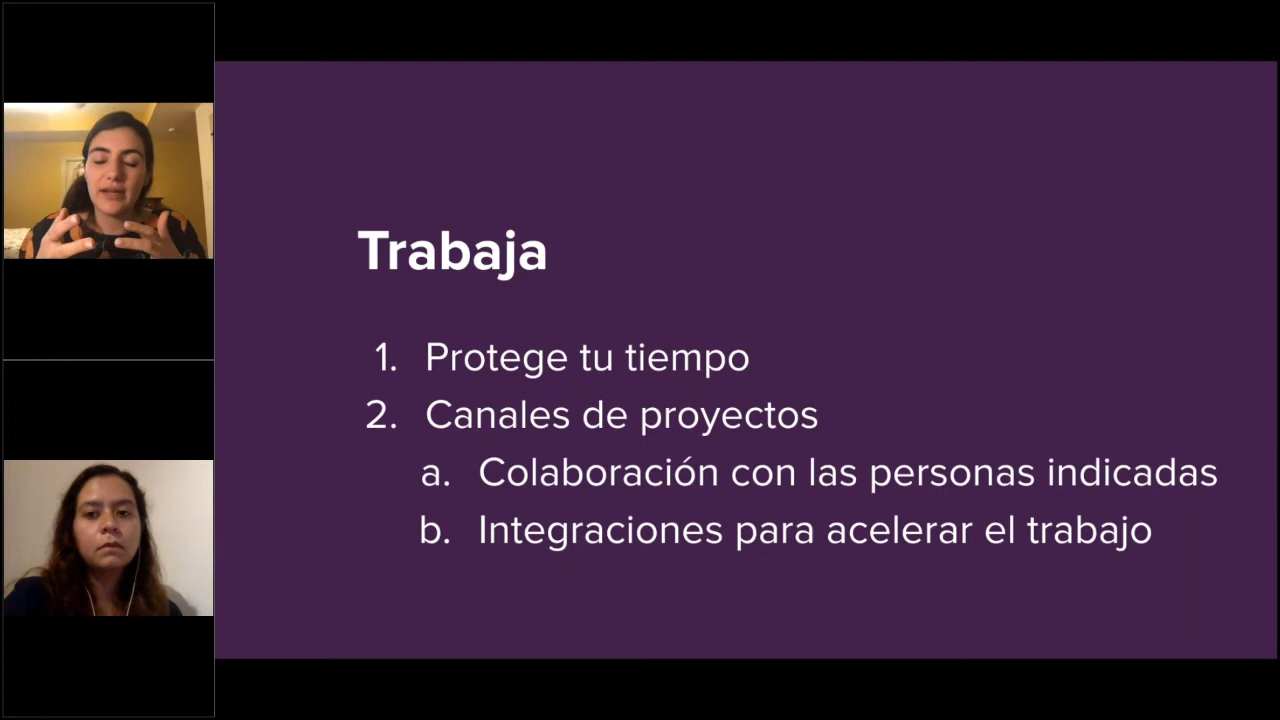 Trabaja
1. Protege tu tiempo
2. Canales de proyectos
a. Colaboración con las personas indicadas
b. Integraciones para acelerar el trabajo